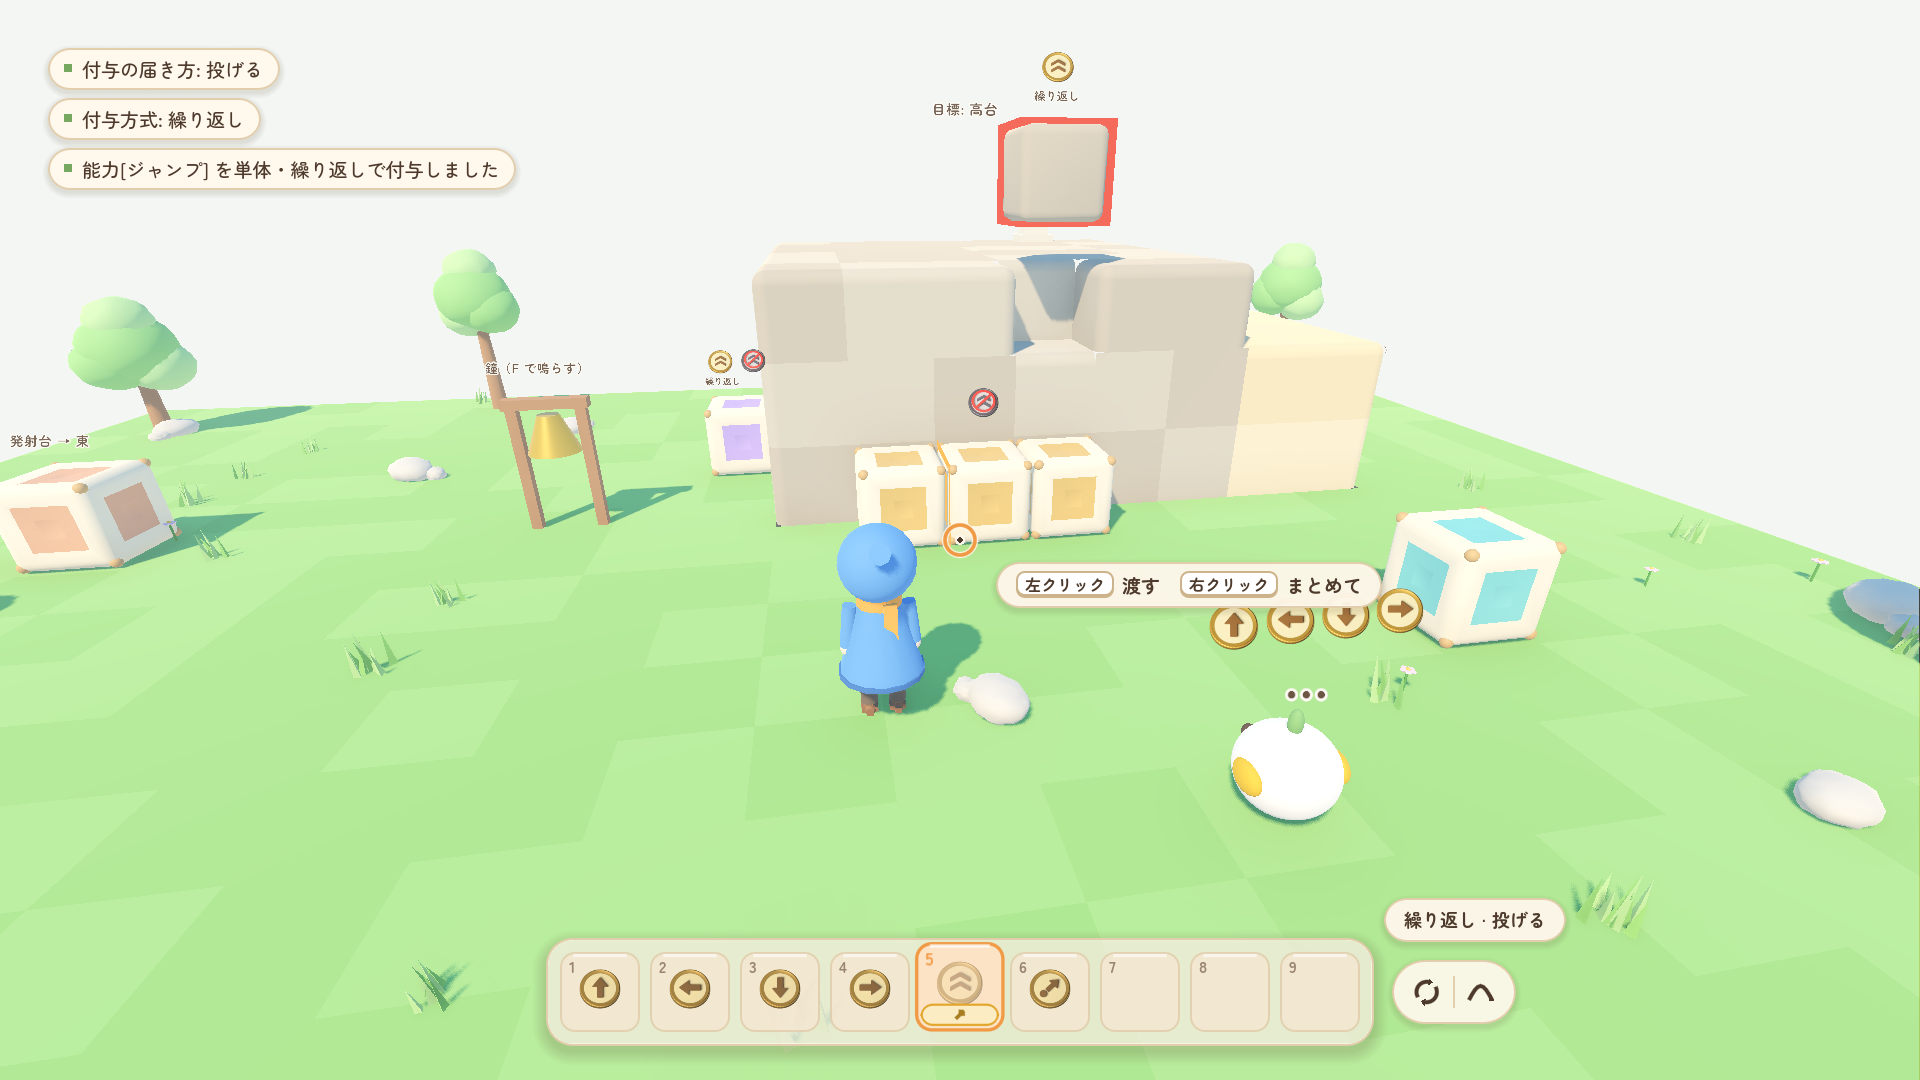 付与の届き方: 投げる
付与方式: 繰り返し
能力[ジャンプ] を単体・繰り返しで付与しました
繰り返し
目標: 高台
鐘（F で鳴らす）
繰り返し
発射台 → 東
左クリック 渡す 右クリック まとめて
繰り返し · 投げる
1 2 3 4 5 6 7 8 9